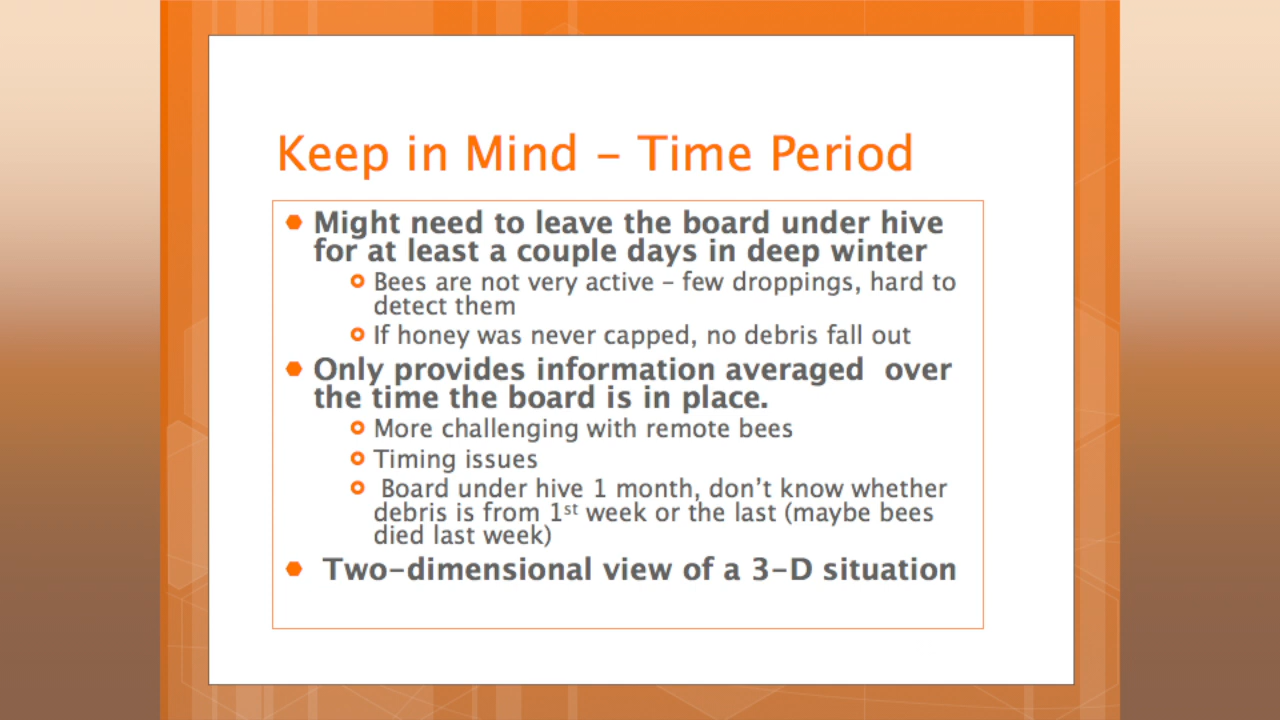 Keep in Mind – Time Period
Might need to leave the board under hive
for at least a couple days in deep winter
Bees are not very active – few droppings, hard to
detect them
If honey was never capped, no debris fall out
Only provides information averaged over
the time the board is in place.
More challenging with remote bees
Timing issues
Board under hive 1 month, don’t know whether
debris is from 1st week or the last (maybe bees
died last week)
Two-dimensional view of a 3-D situation